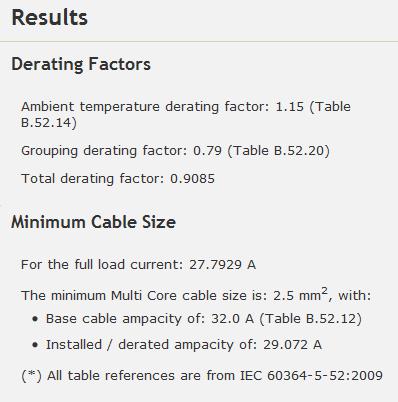 Results
Derating Factors
Ambient temperature derating factor: 1.15 (Table
B.52.14)
Grouping derating factor: 0.79 (Table B.52.20)
Total derating factor: 0.9085
Minimum Cable Size
For the full load current: 27.7929 A
The minimum Multi Core cable size is: 2.5 mm², with:
• Base cable ampacity of: 32.0 A (Table B.52.12)
• Installed / derated ampacity of: 29.072 A
(*) All table references are from IEC 60364-5-52:2009